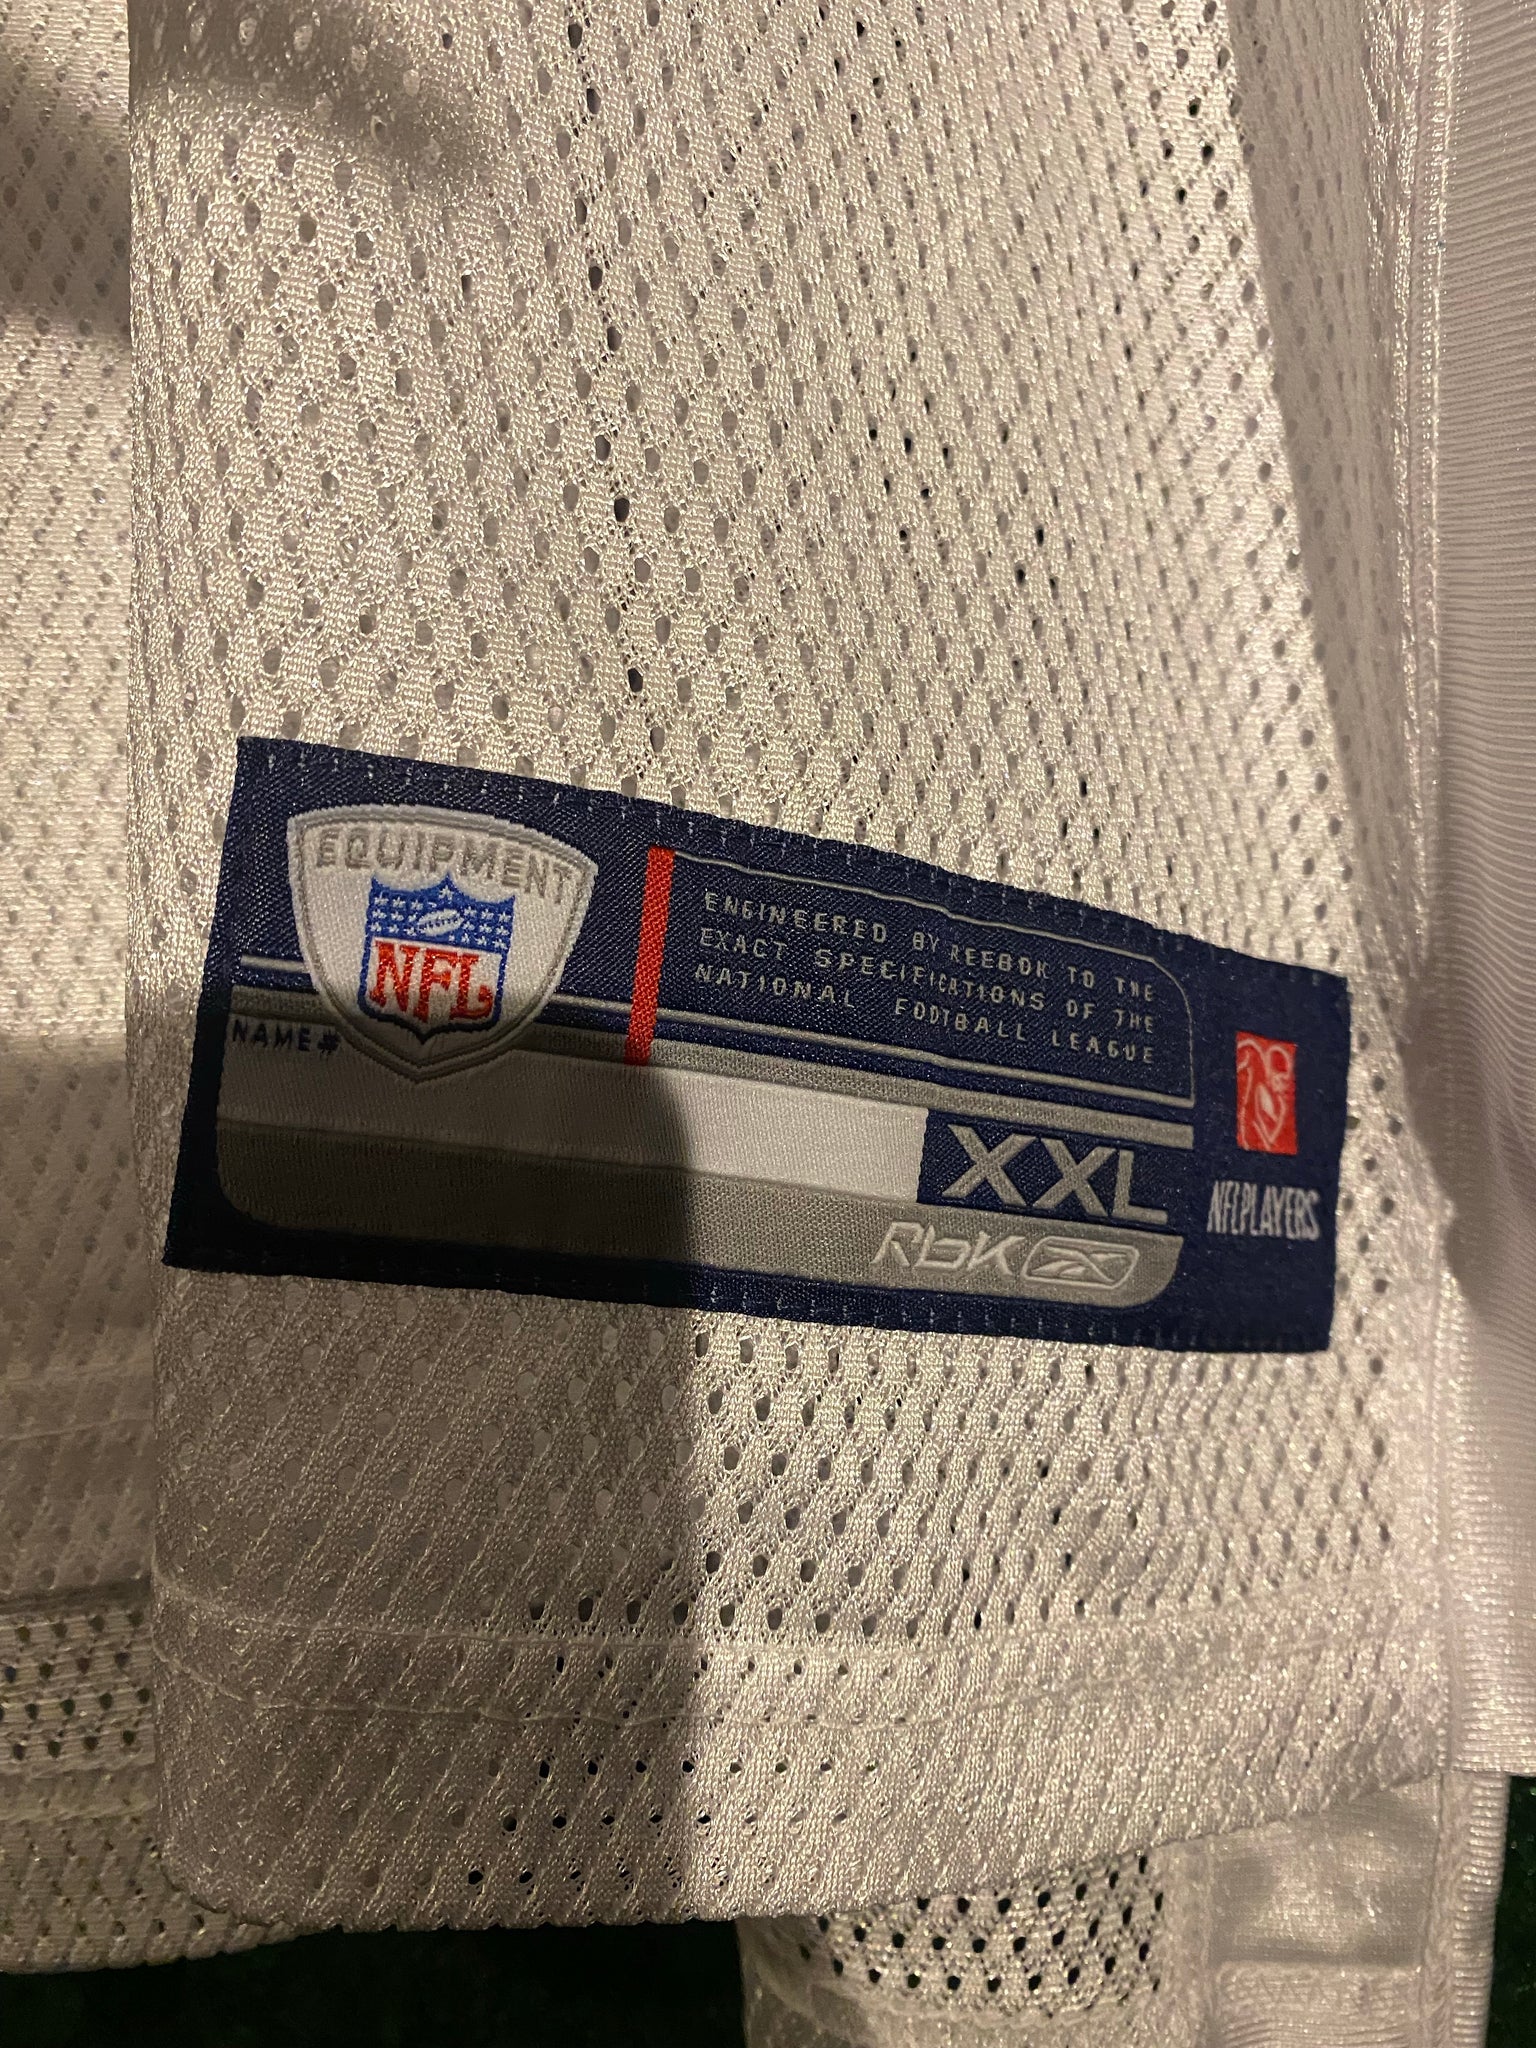 EQUIPMENT
NFL
ENGINEERED BY REEBOK TO THE
EXACT SPECIFICATIONS OF THE
NATIONAL FOOTBALL LEAGUE
NAME#
XXL
RbK
NFLPLAYERS